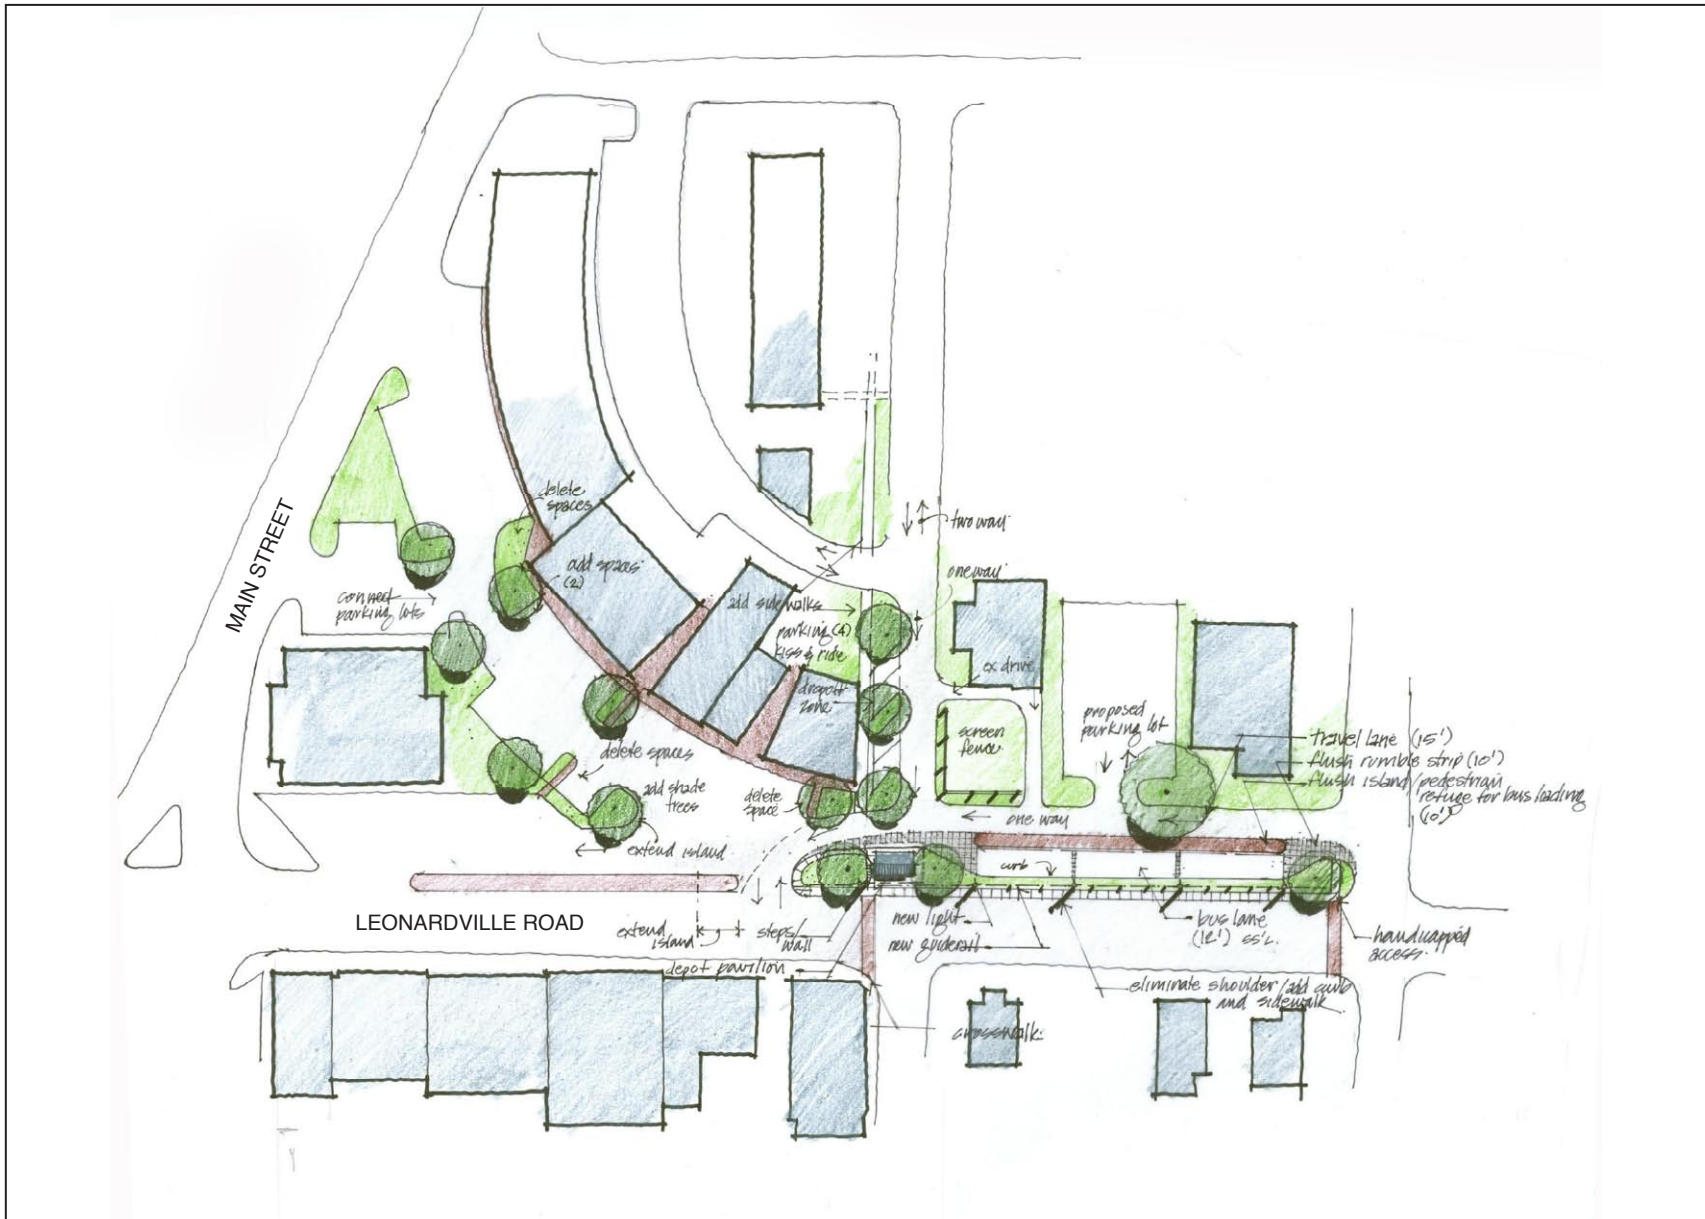 delete
spaces
two way
add spaces
(2)
one way
MAIN STREET
connect
parking lots
add sidewalks
parking (4)
kiss & ride
ex drive
dropoff
zone
proposed
parking lot
screen
fence
travel lane (15')
flush rumble strip (10')
flush island/pedestrian
refuge for bus loading
(10')
delete spaces
add shade
trees
delete
space
one way
extend island
curb
LEONARDVILLE ROAD
extend
island
steps/
wall
new light
new guiderail
bus lane
(12')
handicapped
access.
depot pavilion
eliminate shoulder/add curb
and sidewalk
crosswalk